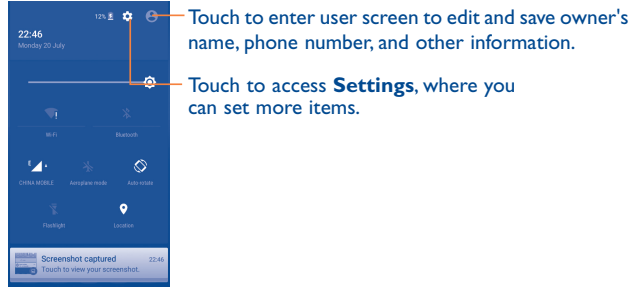 12%
22:46
Monday 20 July
Touch to enter user screen to edit and save owner's
name, phone number, and other information.
Touch to access Settings, where you
can set more items.
Wi-Fi
Bluetooth
CHINA MOBILE
Aeroplane mode
Auto-rotate
Flashlight
Location
Screenshot captured
22:46
Touch to view your screenshot.